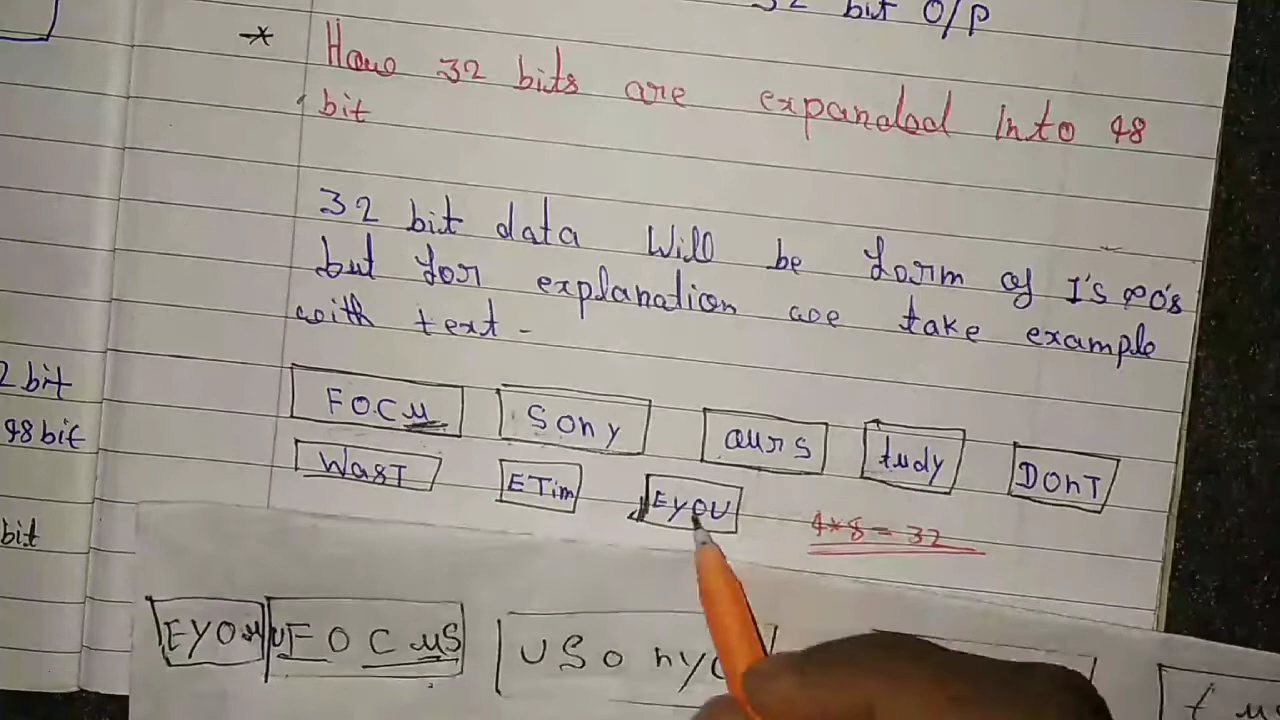 32 bit O/P
* How 32 bits are expanded into 48
bit
32 bit data will be form of 1's & 0's
but for explanation are take example
with text -
2 bit
48 bit
FOCU SOny ours tudy DOnT
WasT ETim EYOU 4*8 = 32
bit
EYOU UFOCUS USOny